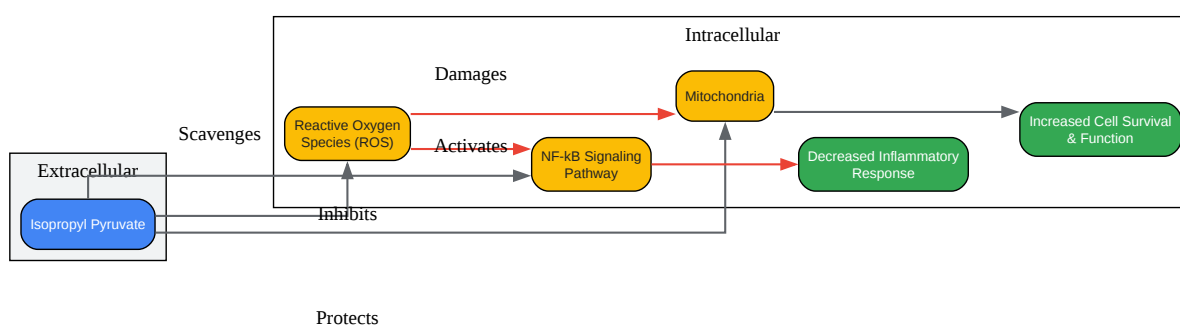 Intracellular
Damages
Mitochondria
Reactive Oxygen
Species (ROS)
Increased Cell Survival
& Function
Scavenges
Activates
NF-kB Signaling
Pathway
Decreased Inflammatory
Response
Extracellular
Isopropyl Pyruvate
Inhibits
Protects